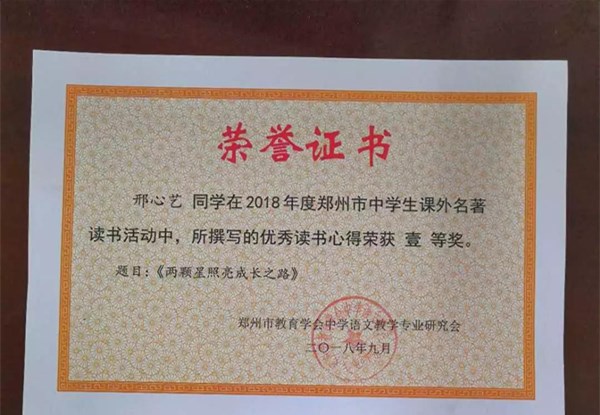 荣誉证书
邢心艺 同学在2018年度郑州市中学生课外名著
读书活动中，所撰写的优秀读书心得荣获 壹 等奖。
题目：《两颗星照亮成长之路》
郑州市教育学会中学语文教学专业研究会
二〇一八年九月